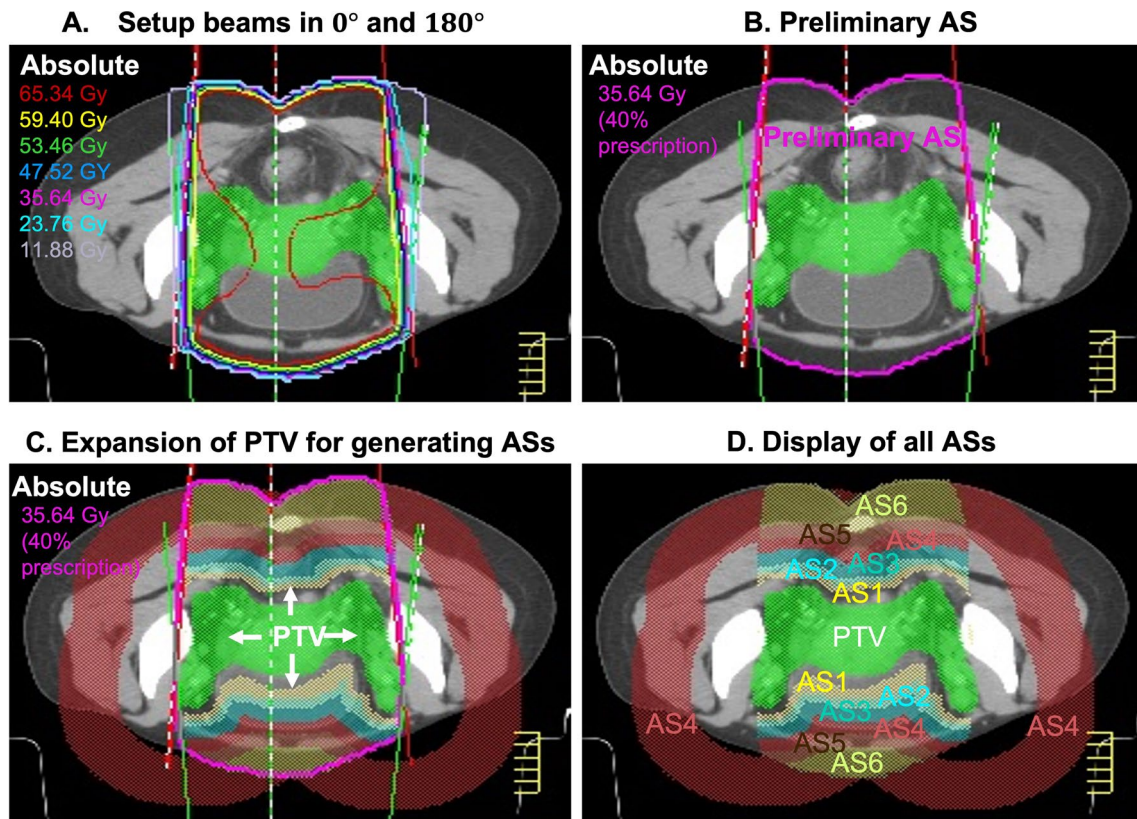 A. Setup beams in 0° and 180°
Absolute
65.34 Gy
59.40 Gy
53.46 Gy
47.52 GY
35.64 Gy
23.76 Gy
11.88 Gy
B. Preliminary AS
Absolute
35.64 Gy
(40%
prescription)
Preliminary AS
C. Expansion of PTV for generating ASs
Absolute
35.64 Gy
(40%
prescription)
PTV
D. Display of all ASs
AS6
AS5
AS4
AS2
AS3
AS1
PTV
AS1
AS2
AS3
AS4
AS4
AS4
AS5
AS6